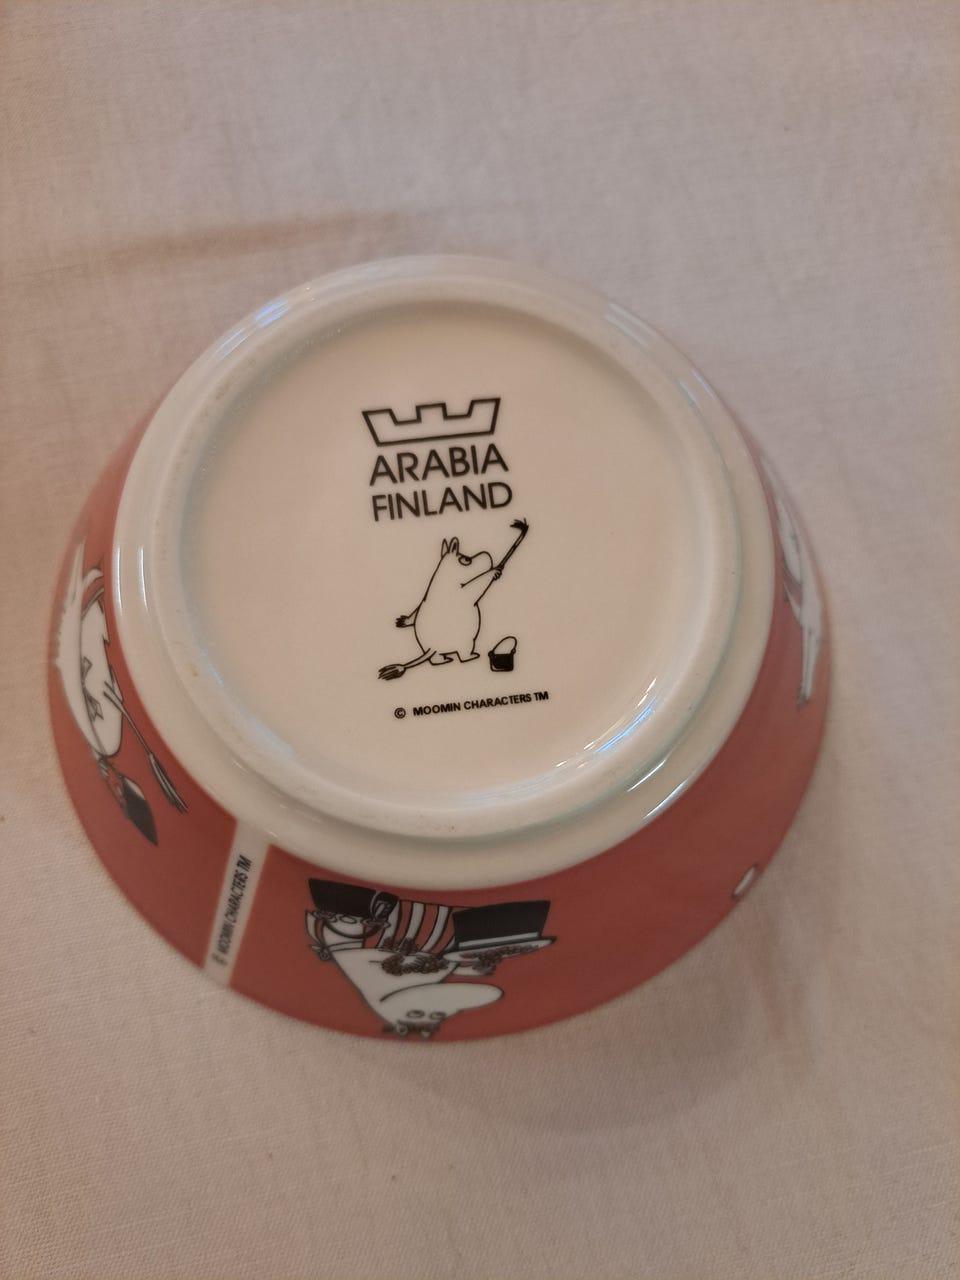 ARABIA
FINLAND
© MOOMIN CHARACTERS TM
© MOOMIN CHARACTERS TM